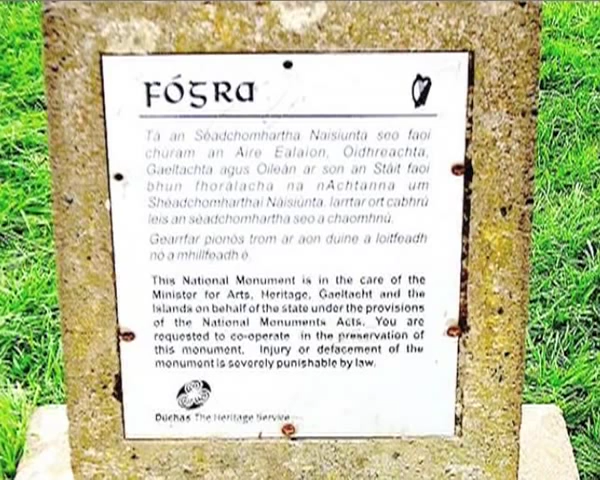 FÓGRA
Tá an Séadchomhartha Náisiúnta seo faoi
chúram an Aire Ealaíon, Oidhreachta,
Gaeltachta agus Oileán ar son an Stáit faoi
bhun fhorálacha na nAchtanna um
Shéadchomharthaí Náisiúnta. Iarrtar ort cabhrú
leis an séadchomhartha seo a chaomhnú.
Gearrfar pionós trom ar aon duine a loitfeadh
nó a mhillfeadh é.
This National Monument is in the care of the
Minister for Arts, Heritage, Gaeltacht and the
Islands on behalf of the state under the provisions
of the National Monuments Acts. You are
requested to co-operate in the preservation of
this monument. Injury or defacement of the
monument is severely punishable by law.
Dúchas The Heritage Service